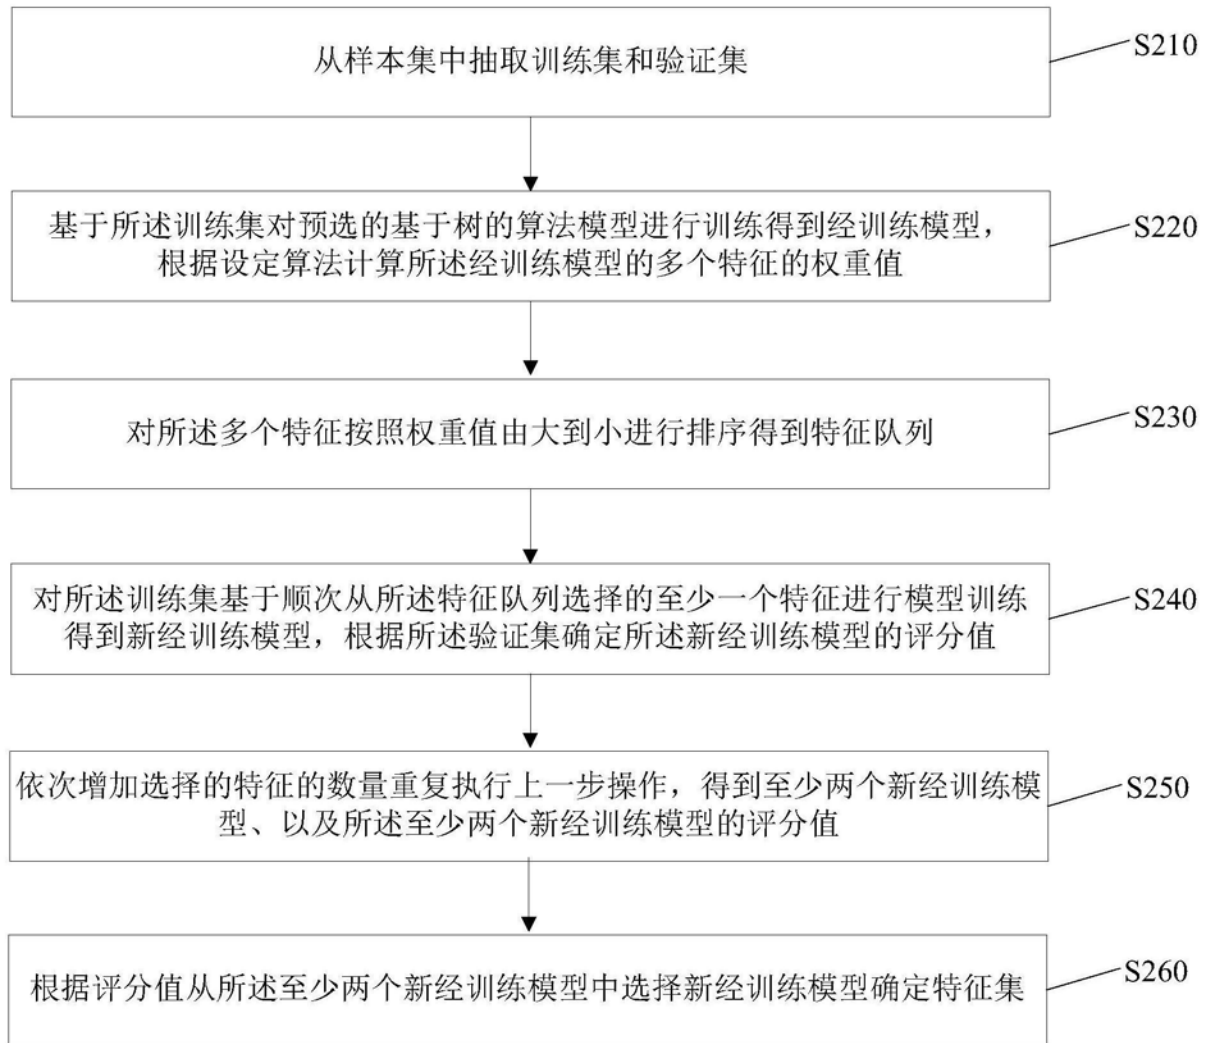 从样本集中抽取训练集和验证集
S210
基于所述训练集对预选的基于树的算法模型进行训练得到经训练模型，
根据设定算法计算所述经训练模型的多个特征的权重值
S220
对所述多个特征按照权重值由大到小进行排序得到特征队列
S230
对所述训练集基于顺次从所述特征队列选择的至少一个特征进行模型训练
得到新经训练模型，根据所述验证集确定所述新经训练模型的评分值
S240
依次增加选择的特征的数量重复执行上一步操作，得到至少两个新经训练模
型、以及所述至少两个新经训练模型的评分值
S250
根据评分值从所述至少两个新经训练模型中选择新经训练模型确定特征集
S260